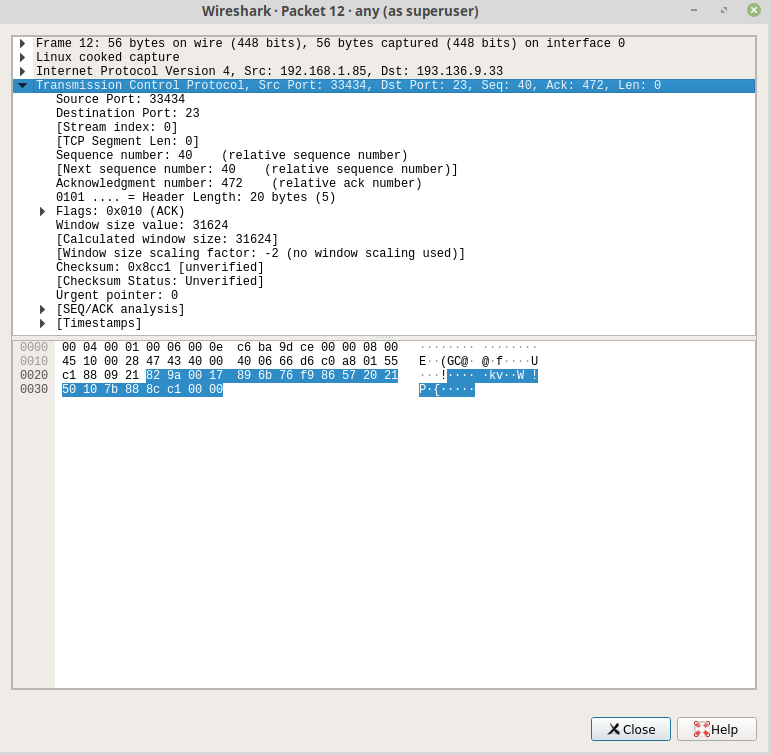 Wireshark · Packet 12 · any (as superuser)
Frame 12: 56 bytes on wire (448 bits), 56 bytes captured (448 bits) on interface 0
Linux cooked capture
Internet Protocol Version 4, Src: 192.168.1.85, Dst: 193.136.9.33
Transmission Control Protocol, Src Port: 33434, Dst Port: 23, Seq: 40, Ack: 472, Len: 0
Source Port: 33434
Destination Port: 23
[Stream index: 0]
[TCP Segment Len: 0]
Sequence number: 40    (relative sequence number)
[Next sequence number: 40    (relative sequence number)]
Acknowledgment number: 472    (relative ack number)
0101 .... = Header Length: 20 bytes (5)
Flags: 0x010 (ACK)
Window size value: 31624
[Calculated window size: 31624]
[Window size scaling factor: -2 (no window scaling used)]
Checksum: 0x8cc1 [unverified]
[Checksum Status: Unverified]
Urgent pointer: 0
[SEQ/ACK analysis]
[Timestamps]
0000  00 04 00 01 00 06 00 0e  c6 ba 9d ce 00 00 08 00   ········ ········
0010  45 10 00 28 47 43 40 00  40 06 66 d6 c0 a8 01 55   E··(GC@· @·f····U
0020  c1 88 09 21 82 9a 00 17  89 6b 76 f9 86 57 20 21   ···!···· ·kv··W !
0030  50 10 7b 88 8c c1 00 00   P·{·····
Close
Help